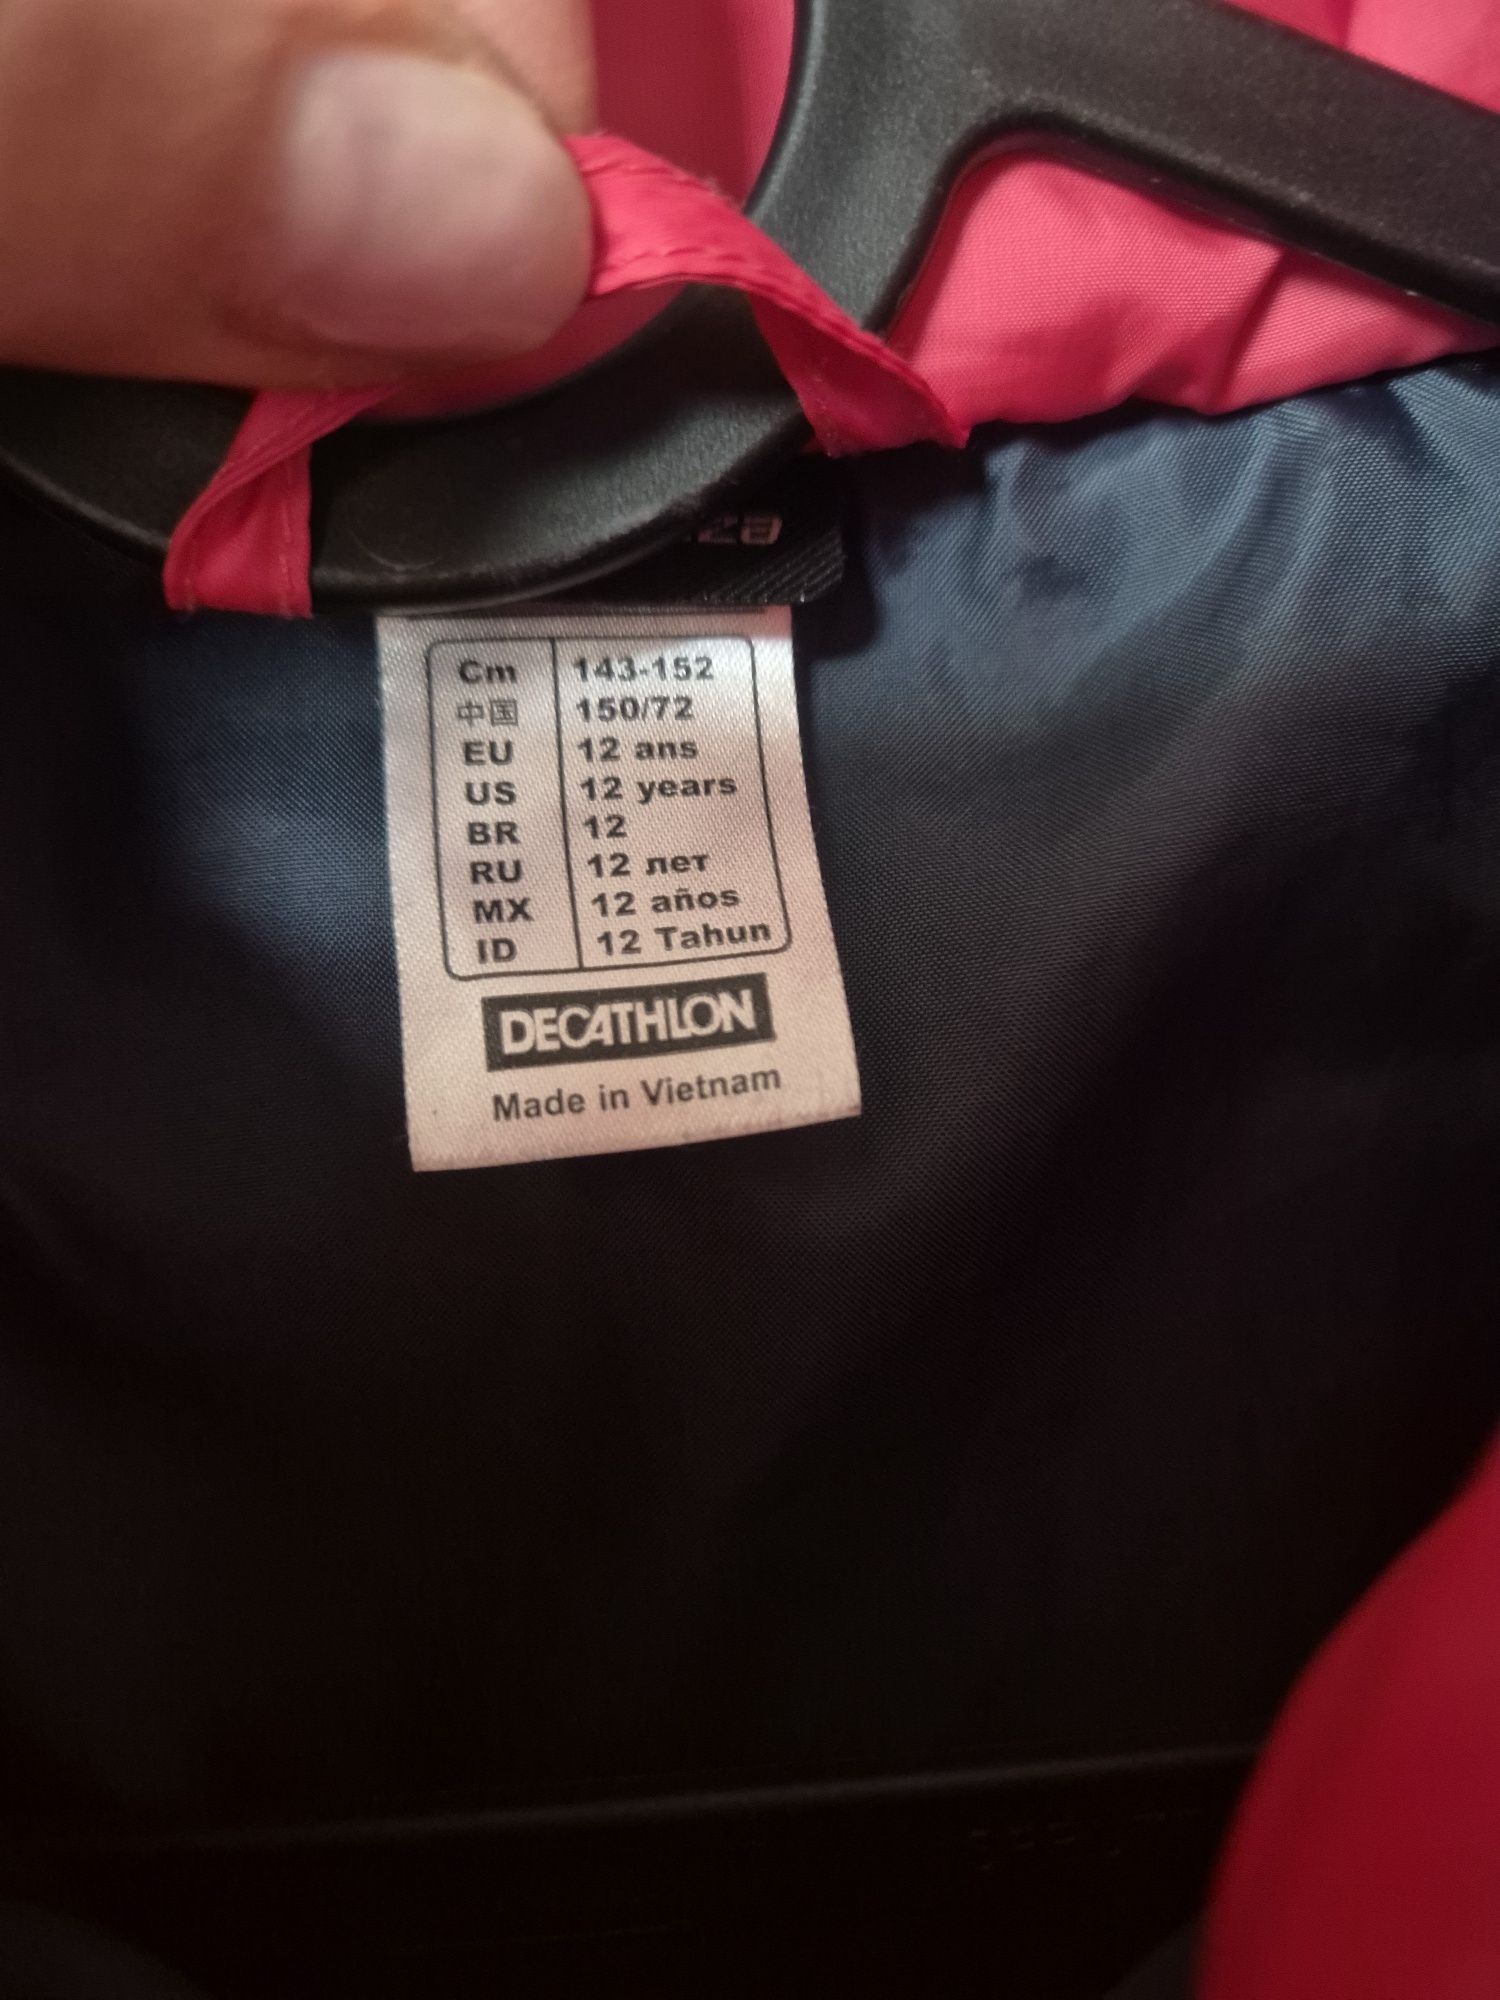 Cm 143-152
中国 150/72
EU 12 ans
US 12 years
BR 12
RU 12 лет
MX 12 años
ID 12 Tahun
DECATHLON
Made in Vietnam